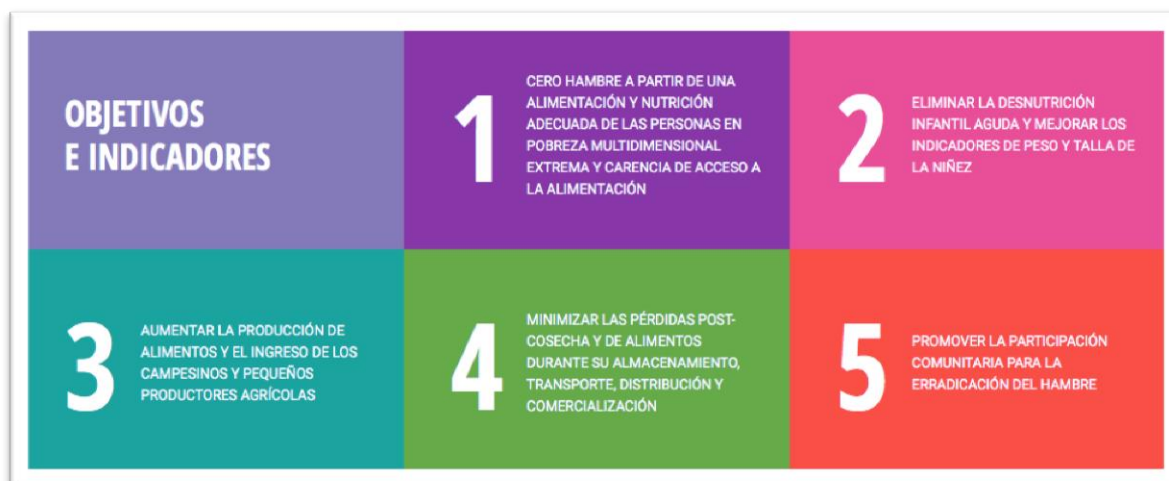 OBJETIVOS
E INDICADORES
1
CERO HAMBRE A PARTIR DE UNA
ALIMENTACIÓN Y NUTRICIÓN
ADECUADA DE LAS PERSONAS EN
POBREZA MULTIDIMENSIONAL
EXTREMA Y CARENCIA DE ACCESO A
LA ALIMENTACIÓN
2
ELIMINAR LA DESNUTRICIÓN
INFANTIL AGUDA Y MEJORAR LOS
INDICADORES DE PESO Y TALLA DE
LA NIÑEZ
3
AUMENTAR LA PRODUCCIÓN DE
ALIMENTOS Y EL INGRESO DE LOS
CAMPESINOS Y PEQUEÑOS
PRODUCTORES AGRÍCOLAS
4
MINIMIZAR LAS PÉRDIDAS POST-
COSECHA Y DE ALIMENTOS
DURANTE SU ALMACENAMIENTO,
TRANSPORTE, DISTRIBUCIÓN Y
COMERCIALIZACIÓN
5
PROMOVER LA PARTICIPACIÓN
COMUNITARIA PARA LA
ERRADICACIÓN DEL HAMBRE